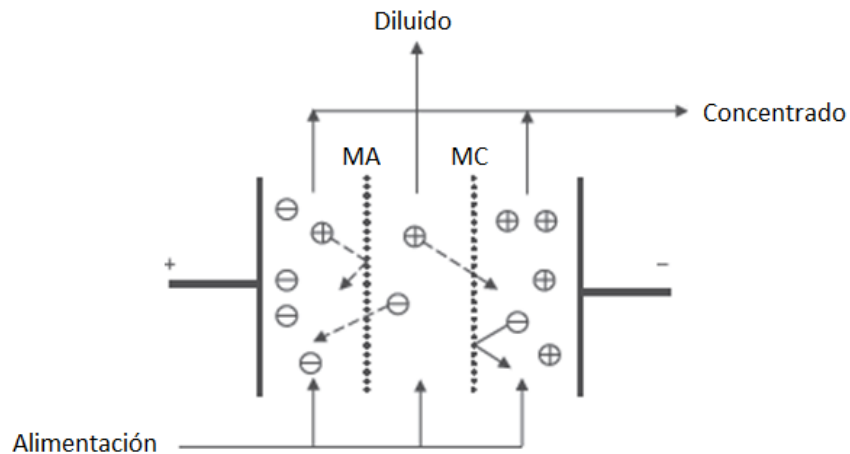 Diluido
Concentrado
MA MC
+ −
Alimentación